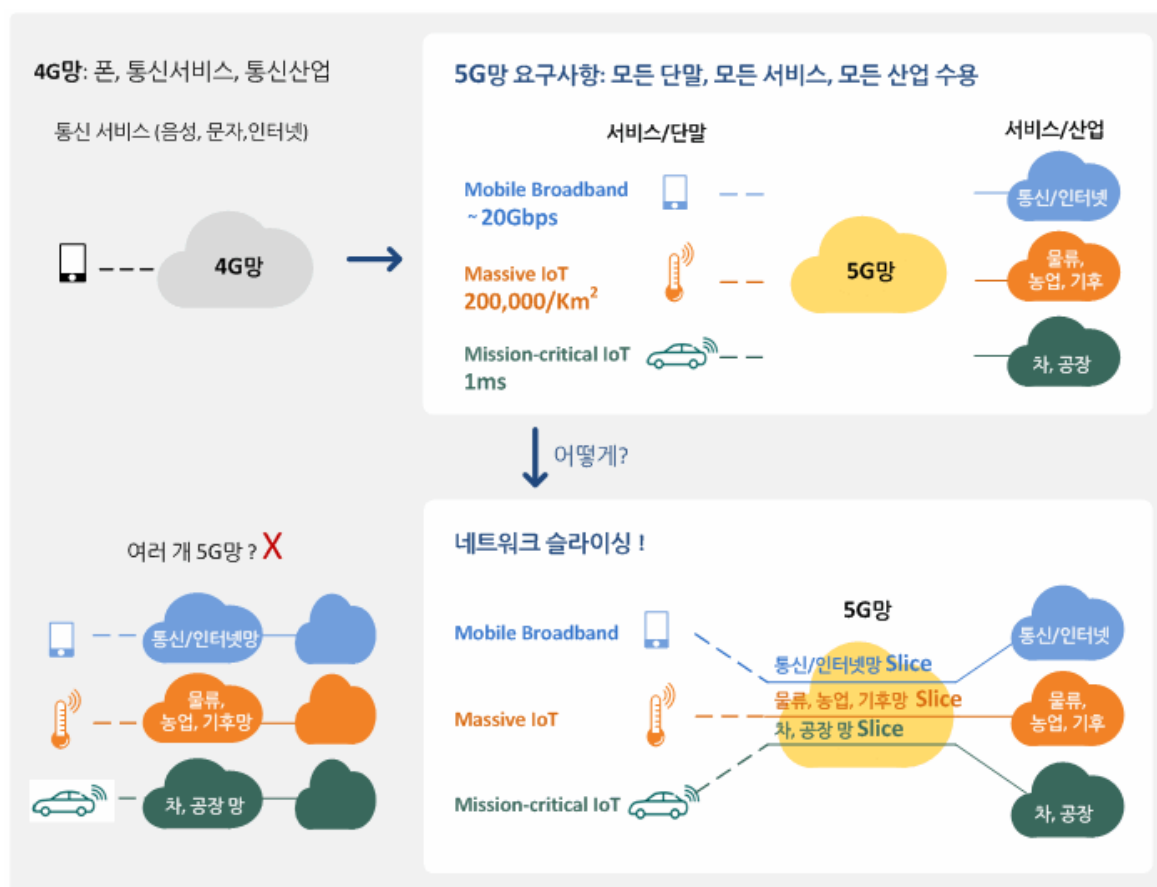 4G망: 폰, 통신서비스, 통신산업
통신 서비스 (음성, 문자,인터넷)
4G망
5G망 요구사항: 모든 단말, 모든 서비스, 모든 산업 수용
서비스/단말
서비스/산업
Mobile Broadband
~ 20Gbps
통신/인터넷
Massive IoT
200,000/Km²
5G망
물류,
농업, 기후
Mission-critical IoT
1ms
차, 공장
어떻게?
여러 개 5G망 ? X
통신/인터넷망
물류,
농업, 기후망
차, 공장 망
네트워크 슬라이싱 !
5G망
Mobile Broadband
통신/인터넷망 Slice
통신/인터넷
Massive IoT
물류, 농업, 기후망 Slice
물류,
농업, 기후
차, 공장 망 Slice
Mission-critical IoT
차, 공장